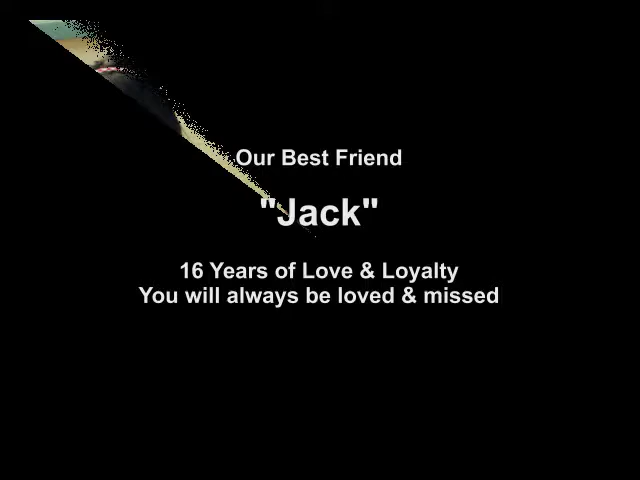 Our Best Friend
"Jack"
16 Years of Love & Loyalty
You will always be loved & missed